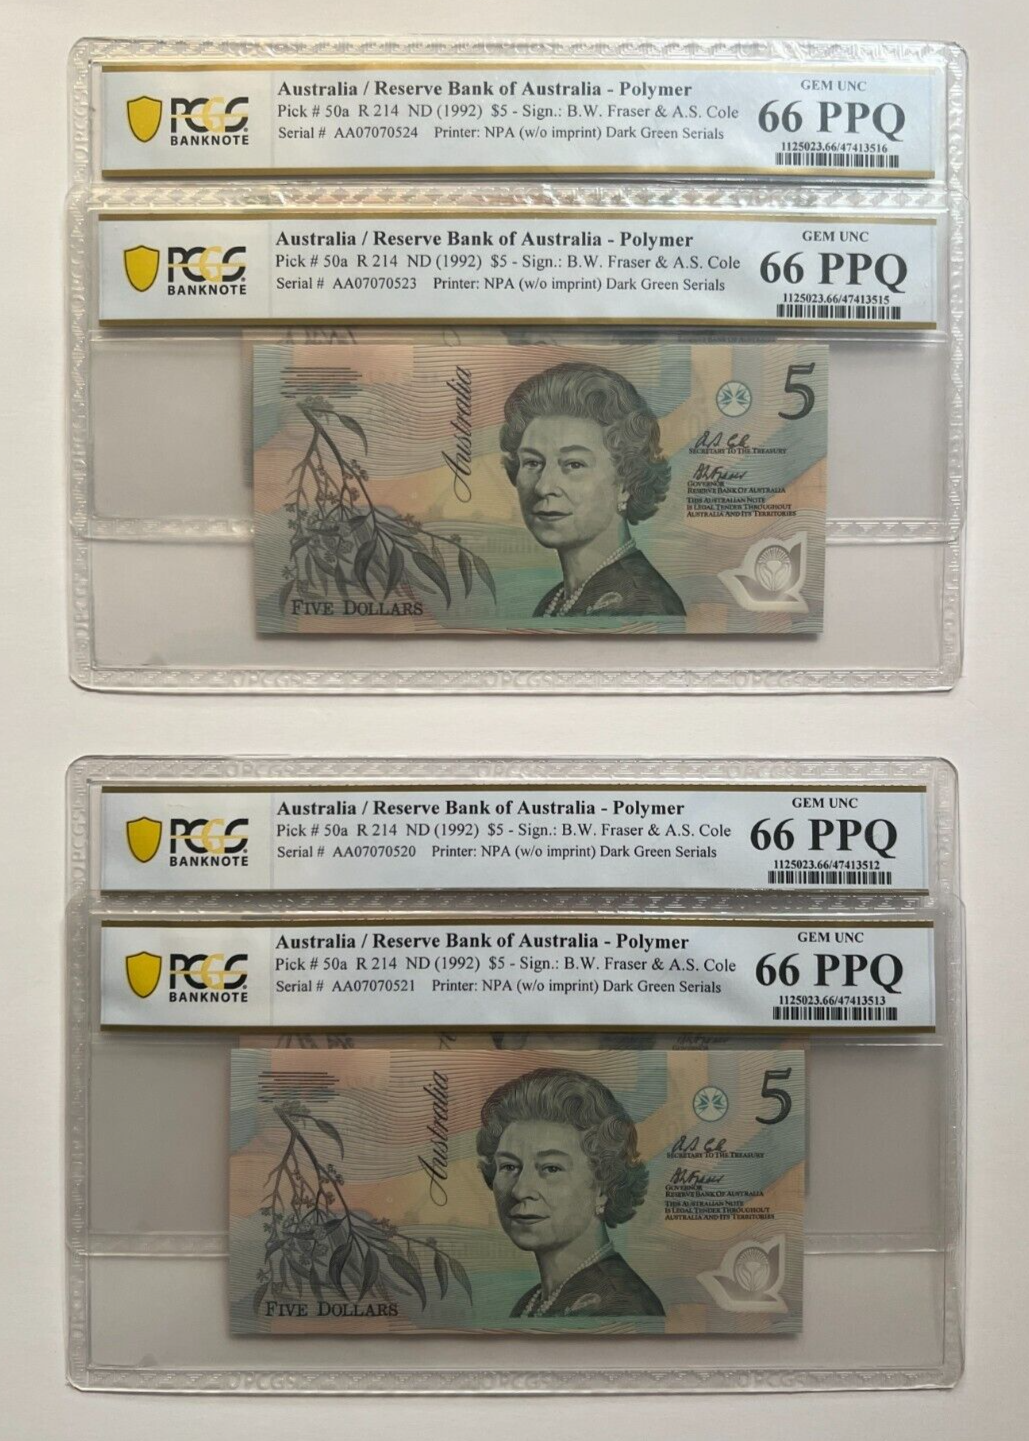 PCGS
BANKNOTE
Australia / Reserve Bank of Australia - Polymer
Pick # 50a R 214 ND (1992) $5 - Sign.: B.W. Fraser & A.S. Cole
Serial # AA07070524 Printer: NPA (w/o imprint) Dark Green Serials
GEM UNC
66 PPQ
1125023.66/47413516
PCGS
BANKNOTE
Australia / Reserve Bank of Australia - Polymer
Pick # 50a R 214 ND (1992) $5 - Sign.: B.W. Fraser & A.S. Cole
Serial # AA07070523 Printer: NPA (w/o imprint) Dark Green Serials
GEM UNC
66 PPQ
1125023.66/47413515
Australia
5
SECRETARY TO THE TREASURY
GOVERNOR
RESERVE BANK OF AUSTRALIA
THIS AUSTRALIAN NOTE
IS LEGAL TENDER THROUGHOUT
AUSTRALIA AND ITS TERRITORIES
FIVE DOLLARS
PCGS
BANKNOTE
Australia / Reserve Bank of Australia - Polymer
Pick # 50a R 214 ND (1992) $5 - Sign.: B.W. Fraser & A.S. Cole
Serial # AA07070520 Printer: NPA (w/o imprint) Dark Green Serials
GEM UNC
66 PPQ
1125023.66/47413512
PCGS
BANKNOTE
Australia / Reserve Bank of Australia - Polymer
Pick # 50a R 214 ND (1992) $5 - Sign.: B.W. Fraser & A.S. Cole
Serial # AA07070521 Printer: NPA (w/o imprint) Dark Green Serials
GEM UNC
66 PPQ
1125023.66/47413513
Australia
5
SECRETARY TO THE TREASURY
GOVERNOR
RESERVE BANK OF AUSTRALIA
THIS AUSTRALIAN NOTE
IS LEGAL TENDER THROUGHOUT
AUSTRALIA AND ITS TERRITORIES
FIVE DOLLARS